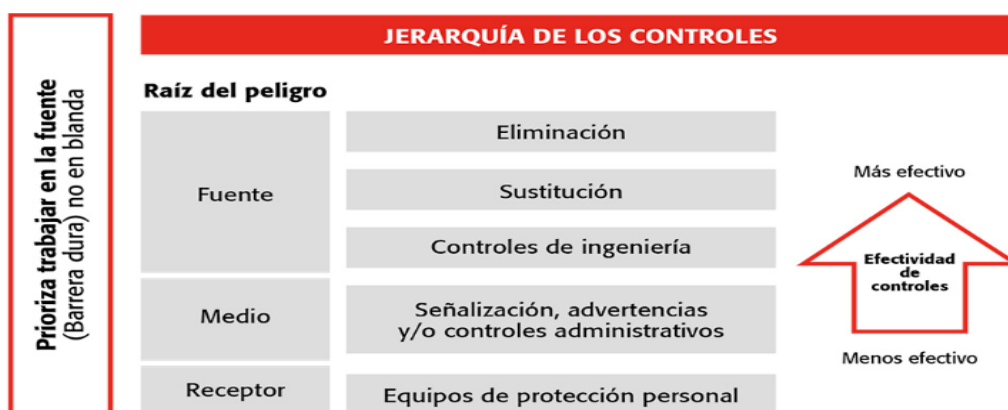 Prioriza trabajar en la fuente
(Barrera dura) no en blanda
JERARQUÍA DE LOS CONTROLES
Raíz del peligro
Fuente
Eliminación
Sustitución
Controles de ingeniería
Medio
Señalización, advertencias
y/o controles administrativos
Receptor
Equipos de protección personal
Más efectivo
Efectividad
de
controles
Menos efectivo